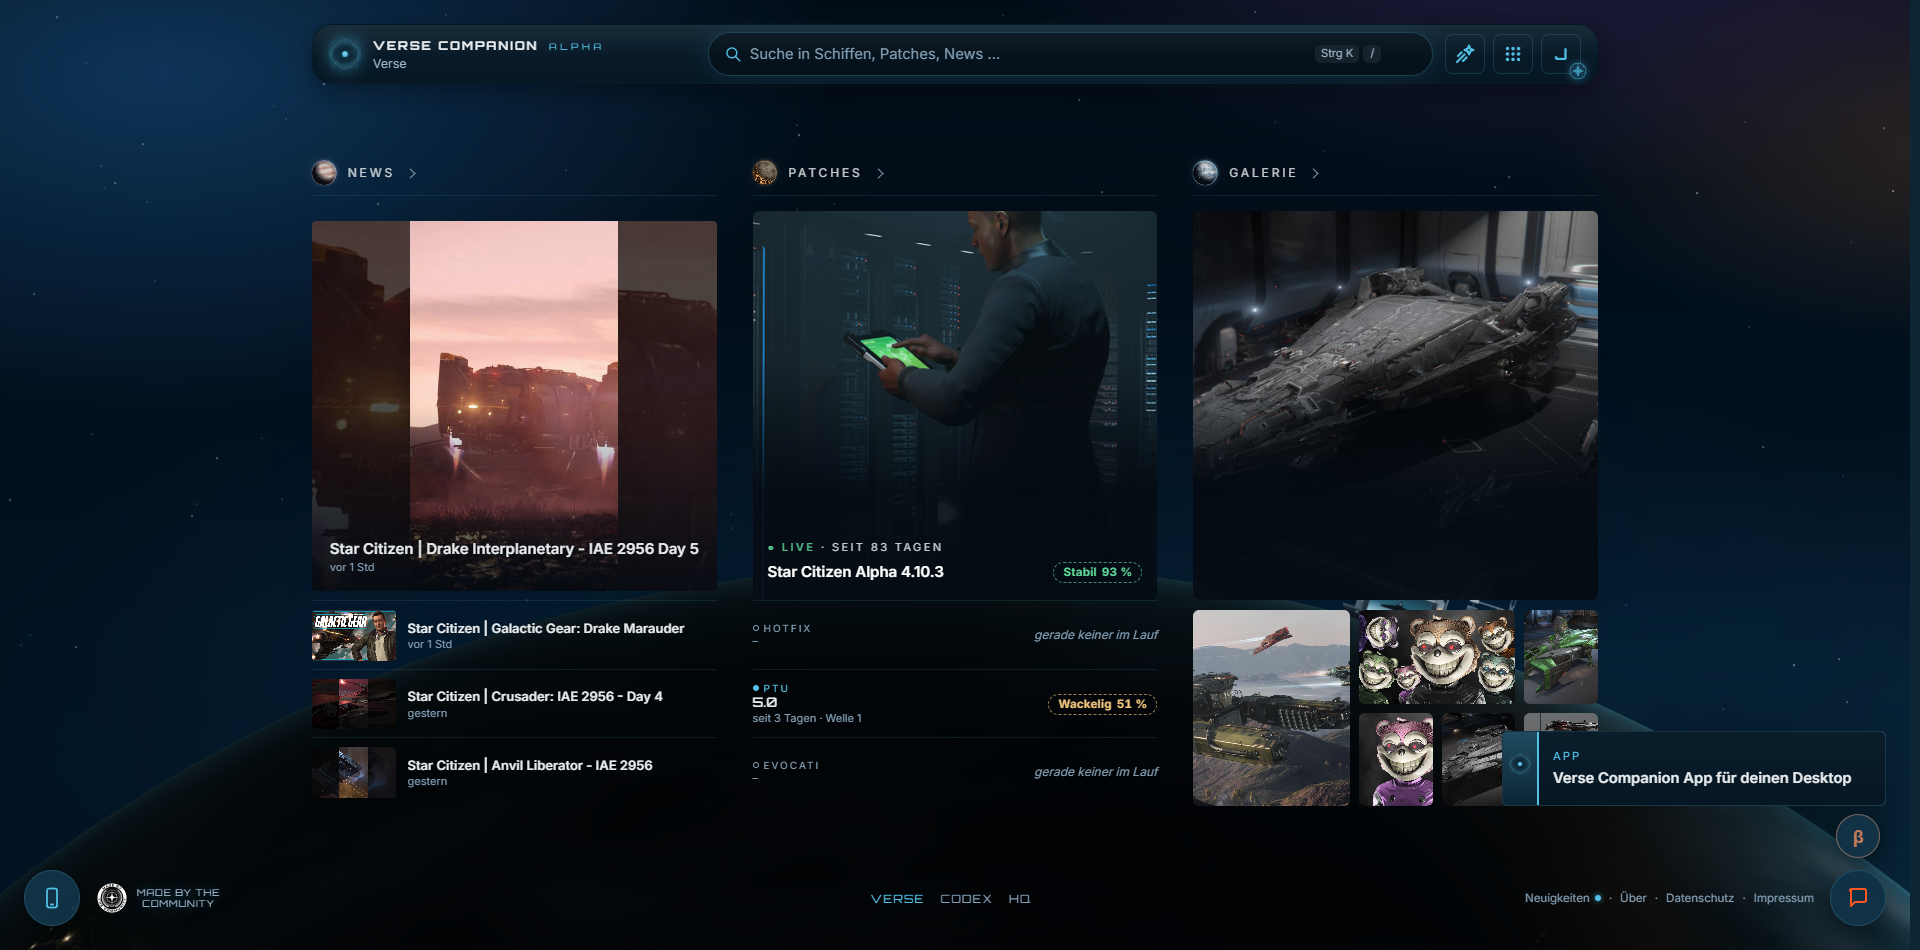 VERSE COMPANION ALPHA
Verse
Suche in Schiffen, Patches, News ...
Strg K /
NEWS
PATCHES
GALERIE
Star Citizen | Drake Interplanetary - IAE 2956 Day 5
vor 1 Std
LIVE · SEIT 83 TAGEN
Star Citizen Alpha 4.10.3
Stabil 93 %
GALACTIC GEAR
Star Citizen | Galactic Gear: Drake Marauder
vor 1 Std
Star Citizen | Crusader: IAE 2956 - Day 4
gestern
Star Citizen | Anvil Liberator - IAE 2956
gestern
HOTFIX
–
gerade keiner im Lauf
PTU
5.0
seit 3 Tagen · Welle 1
Wackelig 51 %
EVOCATI
–
gerade keiner im Lauf
APP
Verse Companion App für deinen Desktop
β
MADE BY THE
COMMUNITY
VERSE CODEX HQ
Neuigkeiten · Über · Datenschutz · Impressum